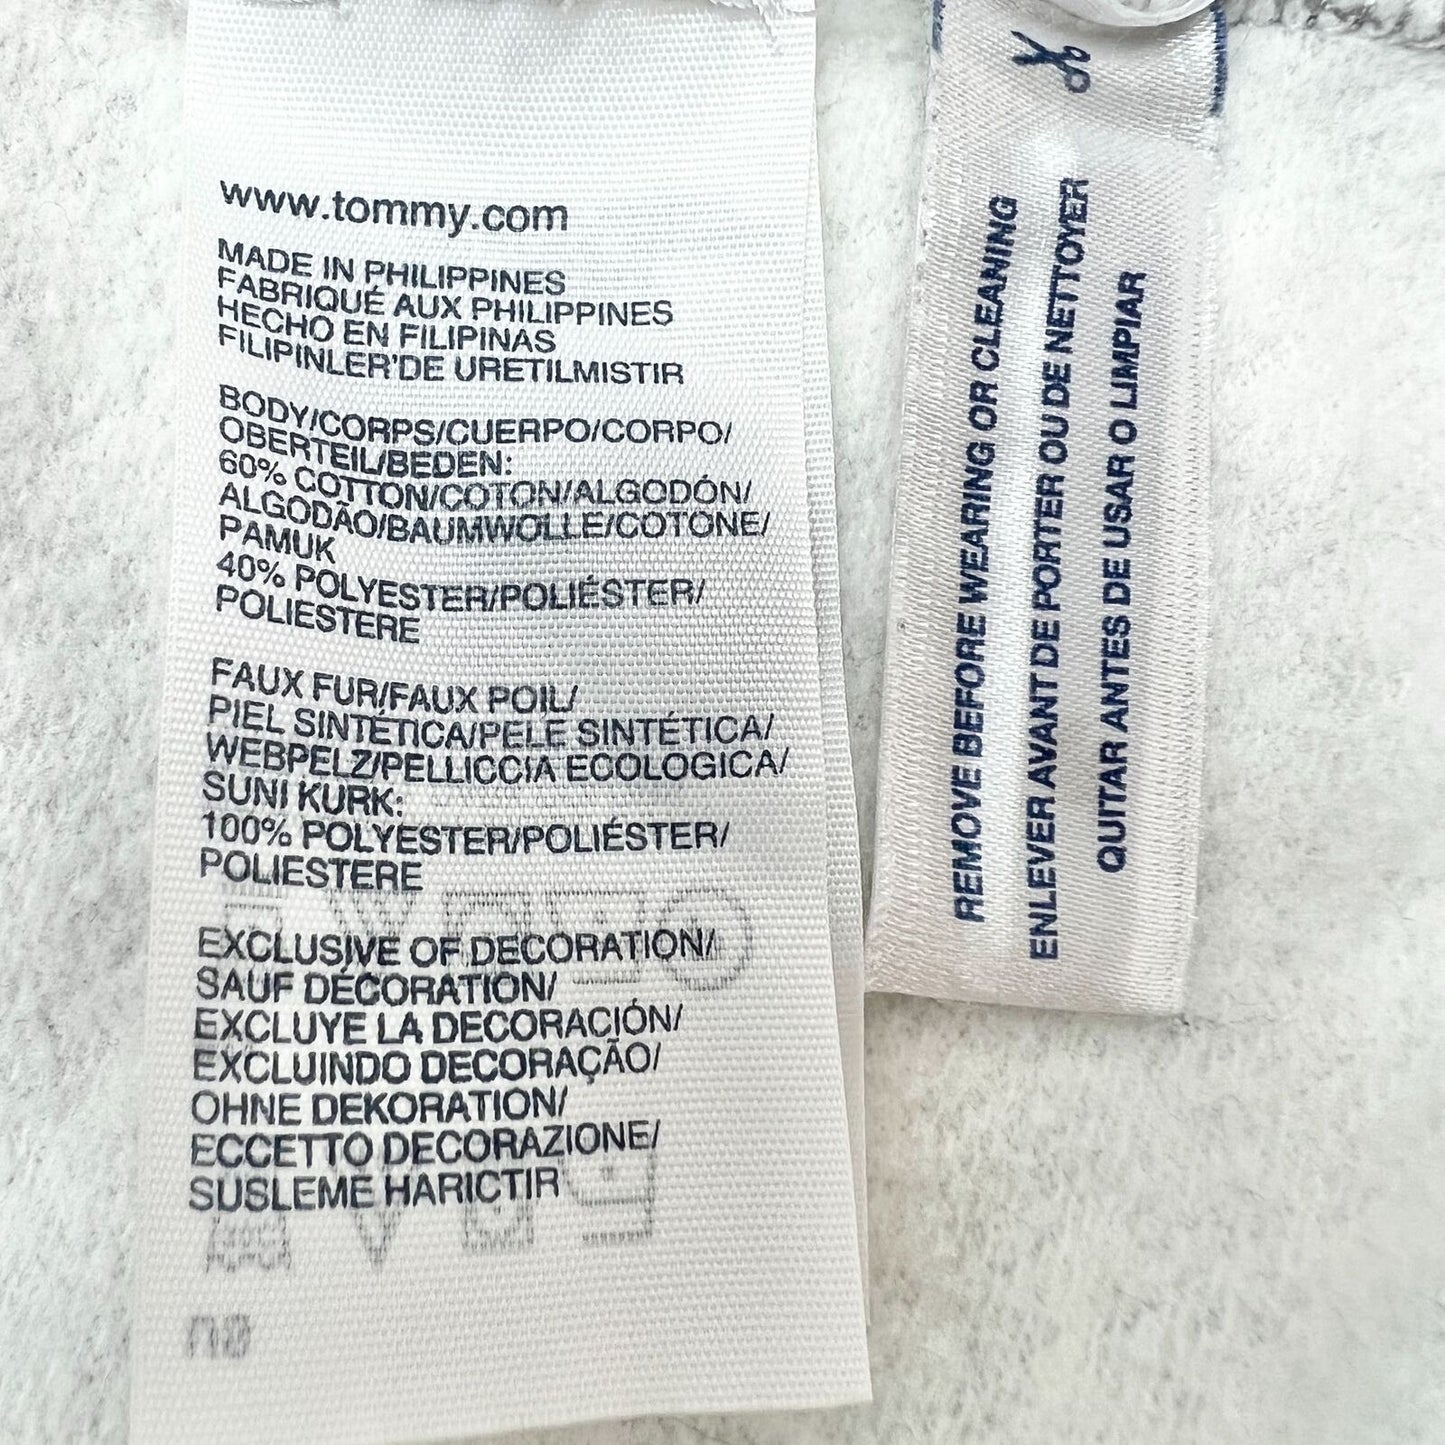 www.tommy.com
MADE IN PHILIPPINES
FABRIQUÉ AUX PHILIPPINES
HECHO EN FILIPINAS
FILIPINLER'DE URETILMISTIR
BODY/CORPS/CUERPO/CORPO/
OBERTEIL/BEDEN:
60% COTTON/COTON/ALGODÓN/
ALGODÃO/BAUMWOLLE/COTONE/
PAMUK
40% POLYESTER/POLIÉSTER/
POLIESTERE
FAUX FUR/FAUX POIL/
PIEL SINTÉTICA/PELE SINTÉTICA/
WEBPELZ/PELLICCIA ECOLOGICA/
SUNI KURK:
100% POLYESTER/POLIÉSTER/
POLIESTERE
EXCLUSIVE OF DECORATION/
SAUF DÉCORATION/
EXCLUYE LA DECORACIÓN/
EXCLUINDO DECORAÇÃO/
OHNE DEKORATION/
ECCETTO DECORAZIONE/
SUSLEME HARICTIR
REMOVE BEFORE WEARING OR CLEANING
ENLEVER AVANT DE PORTER OU DE NETTOYER
QUITAR ANTES DE USAR O LIMPIAR